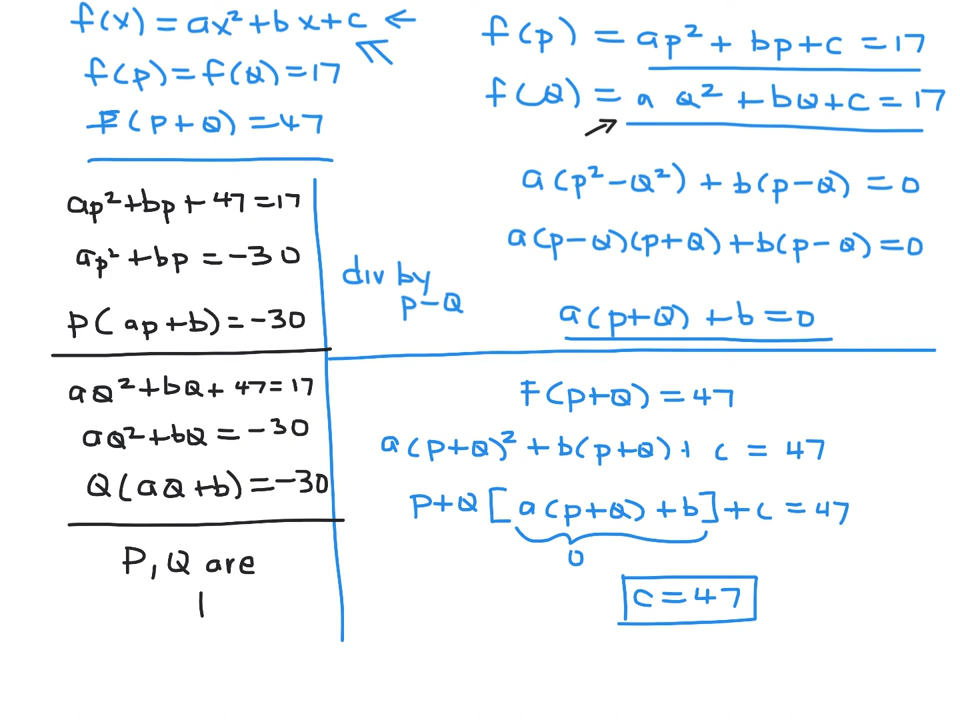 f(x) = ax² + bx + c ←
f(p) = f(Q) = 17
F(p+Q) = 47
f(p) = ap² + bp + c = 17
f(Q) = a Q² + bQ + c = 17
a(p² - Q²) + b(p - Q) = 0
a(p - Q)(p + Q) + b(p - Q) = 0
div by
p - Q
a(p + Q) + b = 0
ap² + bp + 47 = 17
ap² + bp = -30
P(ap + b) = -30
aQ² + bQ + 47 = 17
aQ² + bQ = -30
Q(aQ + b) = -30
P, Q are
F(p+Q) = 47
a(p+Q)² + b(p+Q) + c = 47
p+Q [a(p+Q) + b] + c = 47
0
c = 47